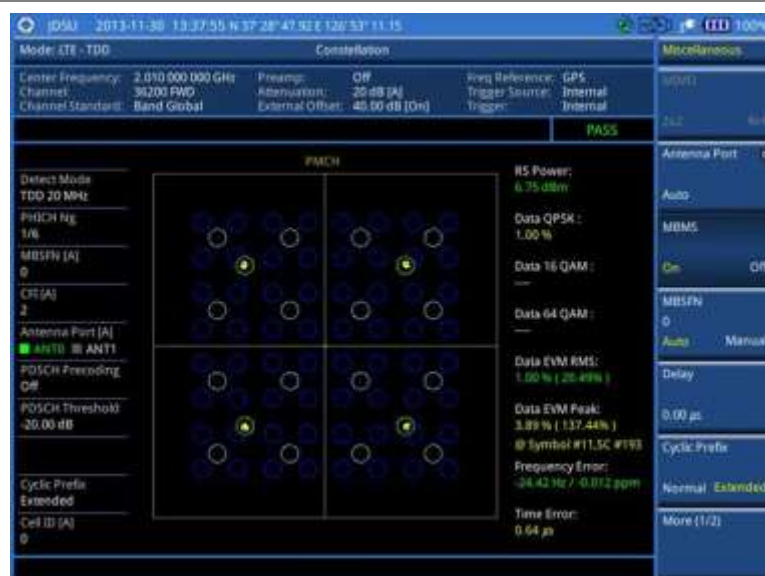 JDSU 2013-11-30 13:37:55 N 37° 28' 47.92 E 126° 53' 11.15 100%
Mode: LTE - TDD
Constellation
Miscellaneous
Center Frequency: 2.010 000 000 GHz
Channel: 36200 FWD
Channel Standard: Band Global
Preamp: Off
Attenuation: 20 dB [A]
External Offset: 40.00 dB [On]
Freq Reference: GPS
Trigger Source: Internal
Trigger: Internal
PASS
PMCH
Detect Mode
TDD 20 MHz
PHICH Ng
1/6
MBSFN [A]
0
CFI [A]
2
Antenna Port [A]
ANT0 ANT1
PDSCH Precoding
Off
PDSCH Threshold
-20.00 dB
Cyclic Prefix
Extended
Cell ID [A]
0
RS Power:
6.75 dBm
Data QPSK :
1.00 %
Data 16 QAM :
---
Data 64 QAM :
---
Data EVM RMS:
1.00 % ( 20.49% )
Data EVM Peak:
3.89 % ( 137.44% )
@ Symbol #11,SC #193
Frequency Error:
-24.42 Hz / -0.012 ppm
Time Error:
0.64 µs
MIMO
2x2
Antenna Port
Auto
MBMS
On Off
MBSFN
0
Auto Manual
Delay
0.00 µs
Cyclic Prefix
Normal Extended
More (1/2)